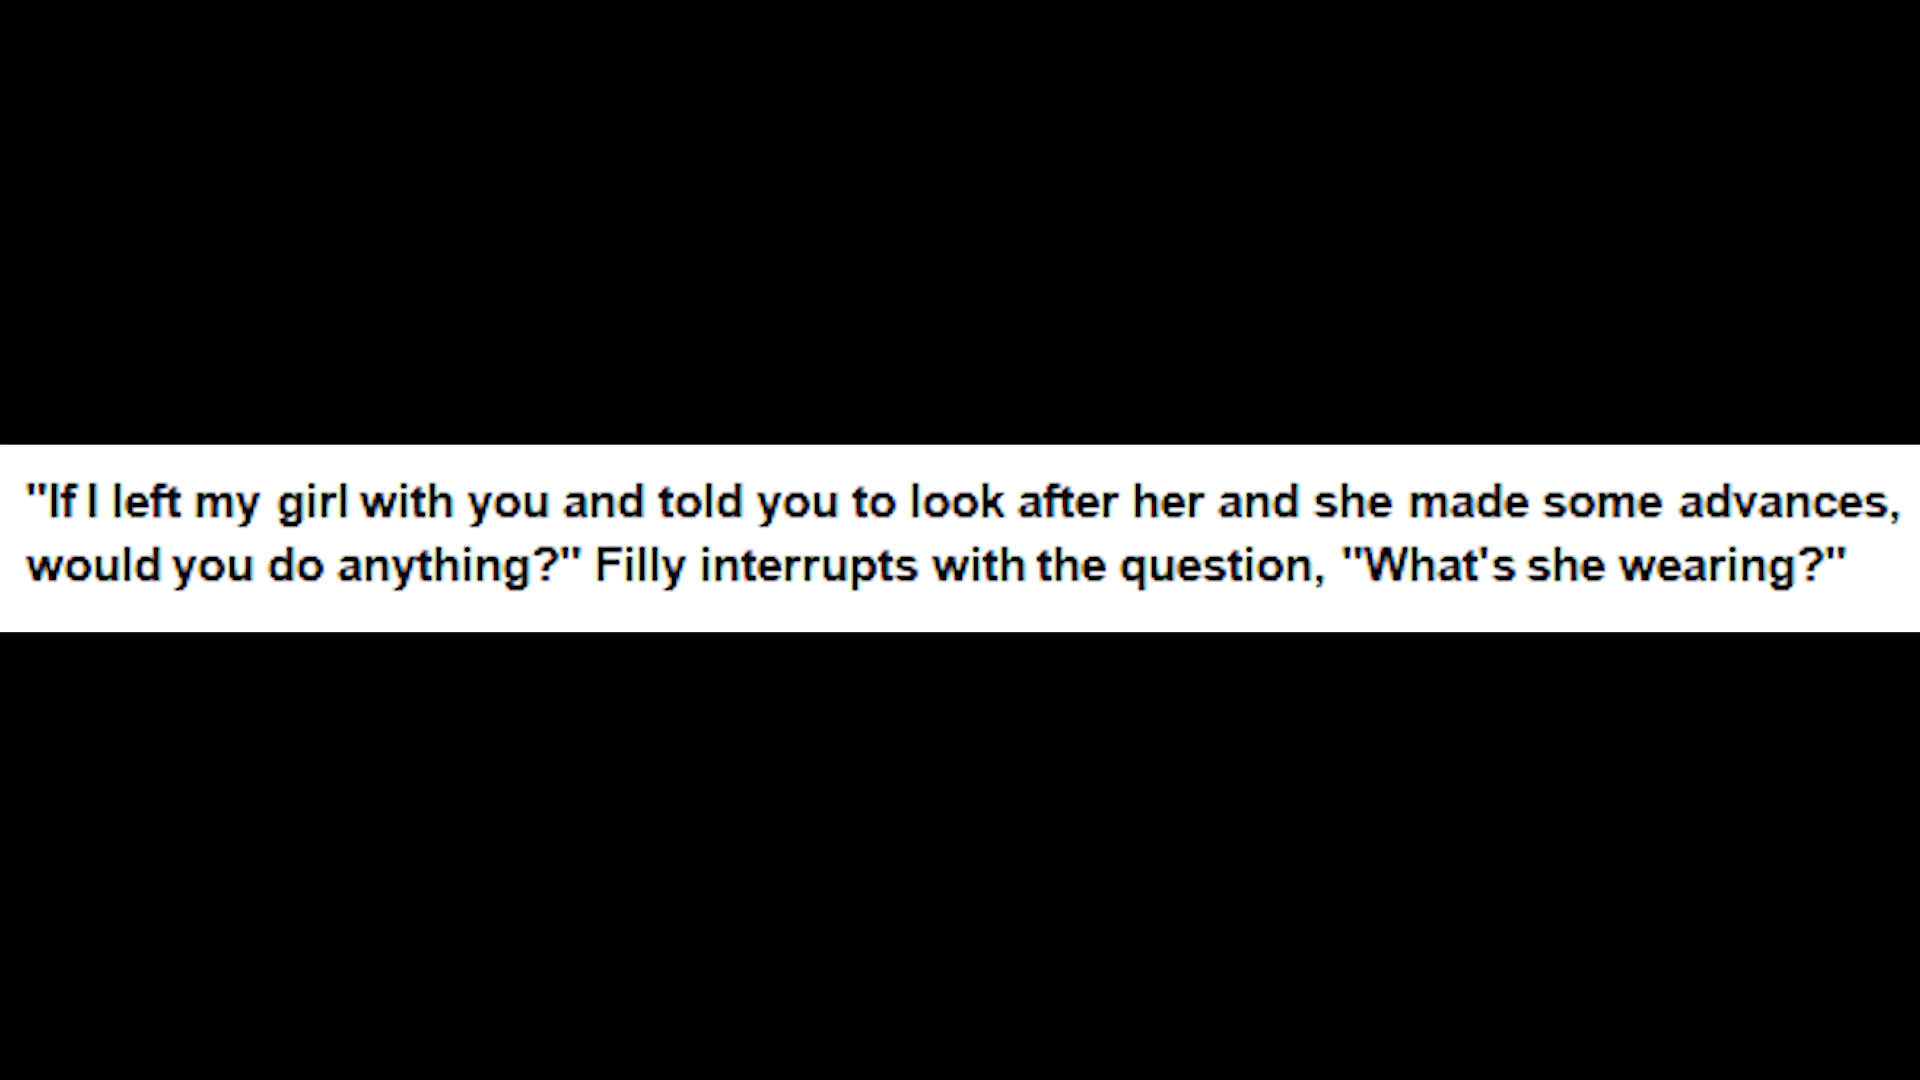 "If I left my girl with you and told you to look after her and she made some advances,
would you do anything?" Filly interrupts with the question, "What's she wearing?"